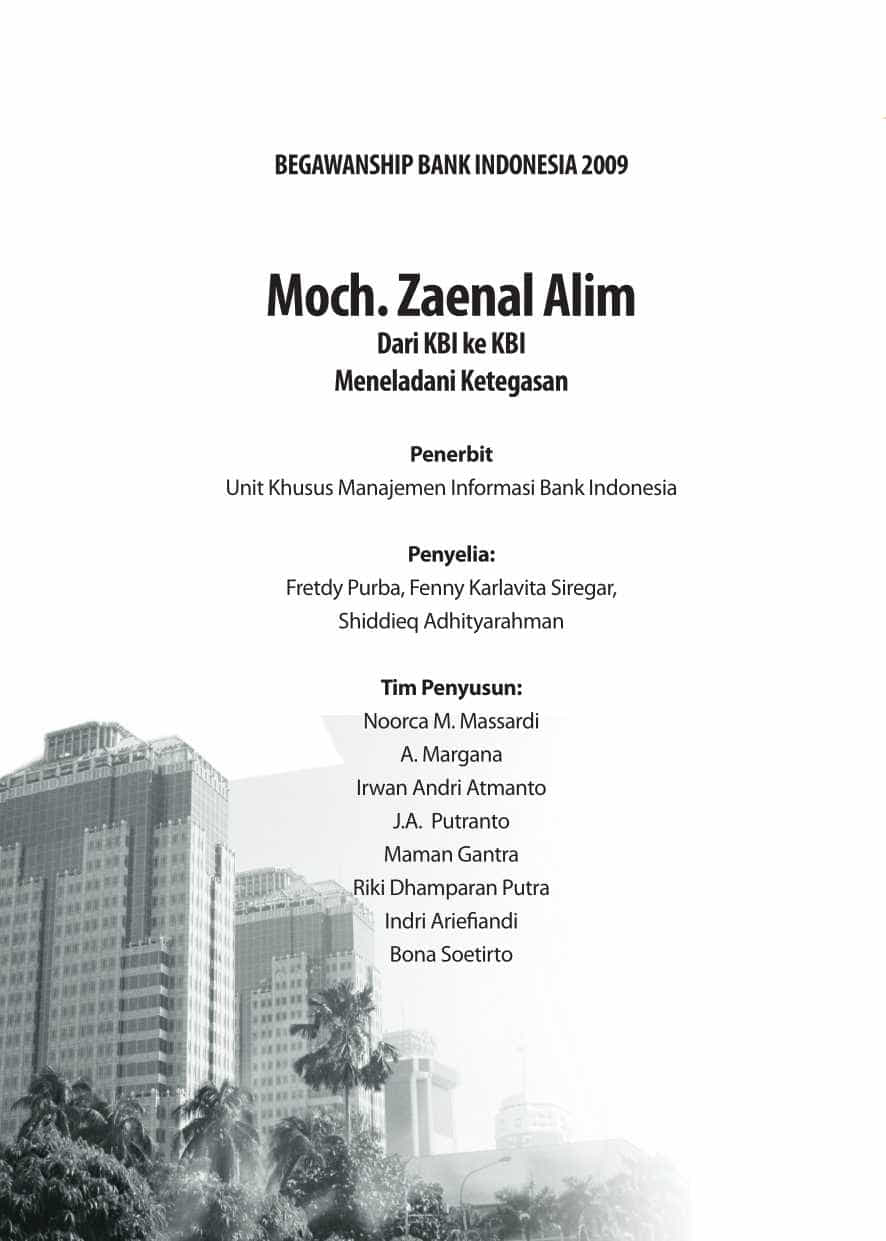 BEGAWANSHIP BANK INDONESIA 2009
Moch. Zaenal Alim
Dari KBI ke KBI
Meneladani Ketegasan
Penerbit
Unit Khusus Manajemen Informasi Bank Indonesia
Penyelia:
Fretdy Purba, Fenny Karlavita Siregar,
Shiddieq Adhityarahman
Tim Penyusun:
Noorca M. Massardi
A. Margana
Irwan Andri Atmanto
J.A. Putranto
Maman Gantra
Riki Dhamparan Putra
Indri Ariefiandi
Bona Soetirto